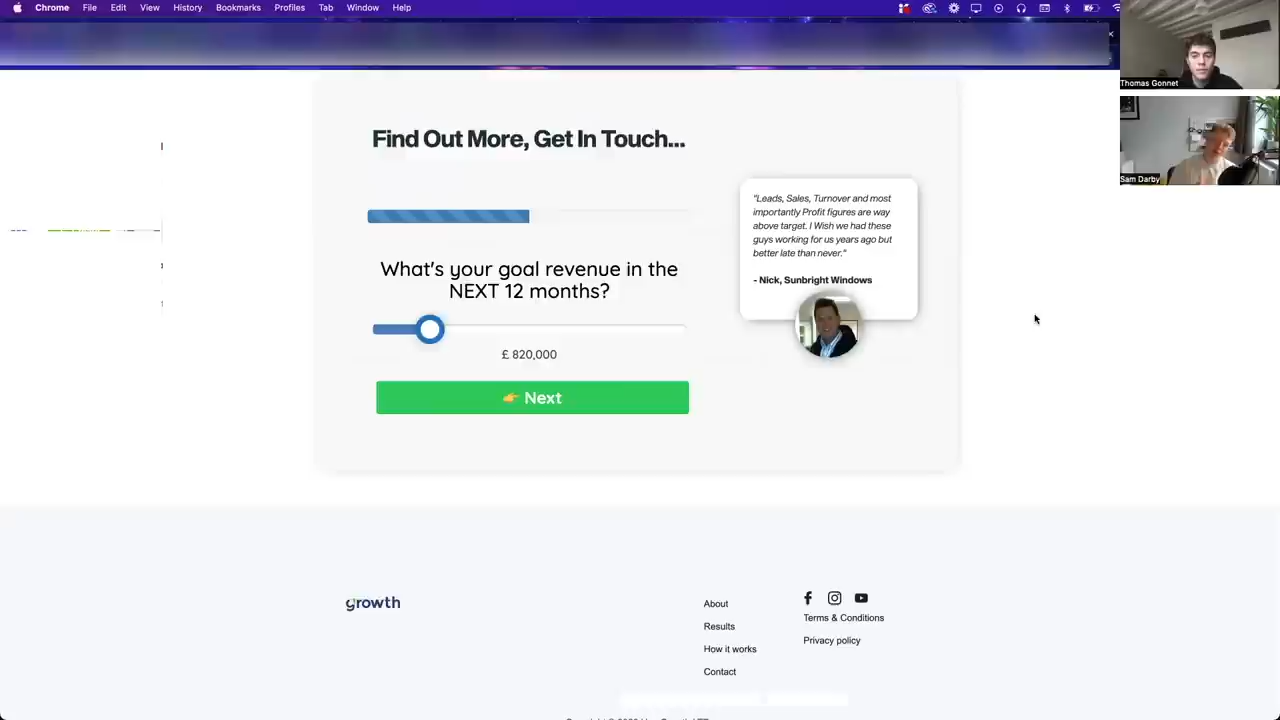 Chrome File Edit View History Bookmarks Profiles Tab Window Help
Thomas Gonnet
Sam Darby
Find Out More, Get In Touch...
What's your goal revenue in the
NEXT 12 months?
£ 820,000
👉 Next
"Leads, Sales, Turnover and most
importantly Profit figures are way
above target. I Wish we had these
guys working for us years ago but
better late than never."
- Nick, Sunbright Windows
growth
About
Results
How it works
Contact
Terms & Conditions
Privacy policy